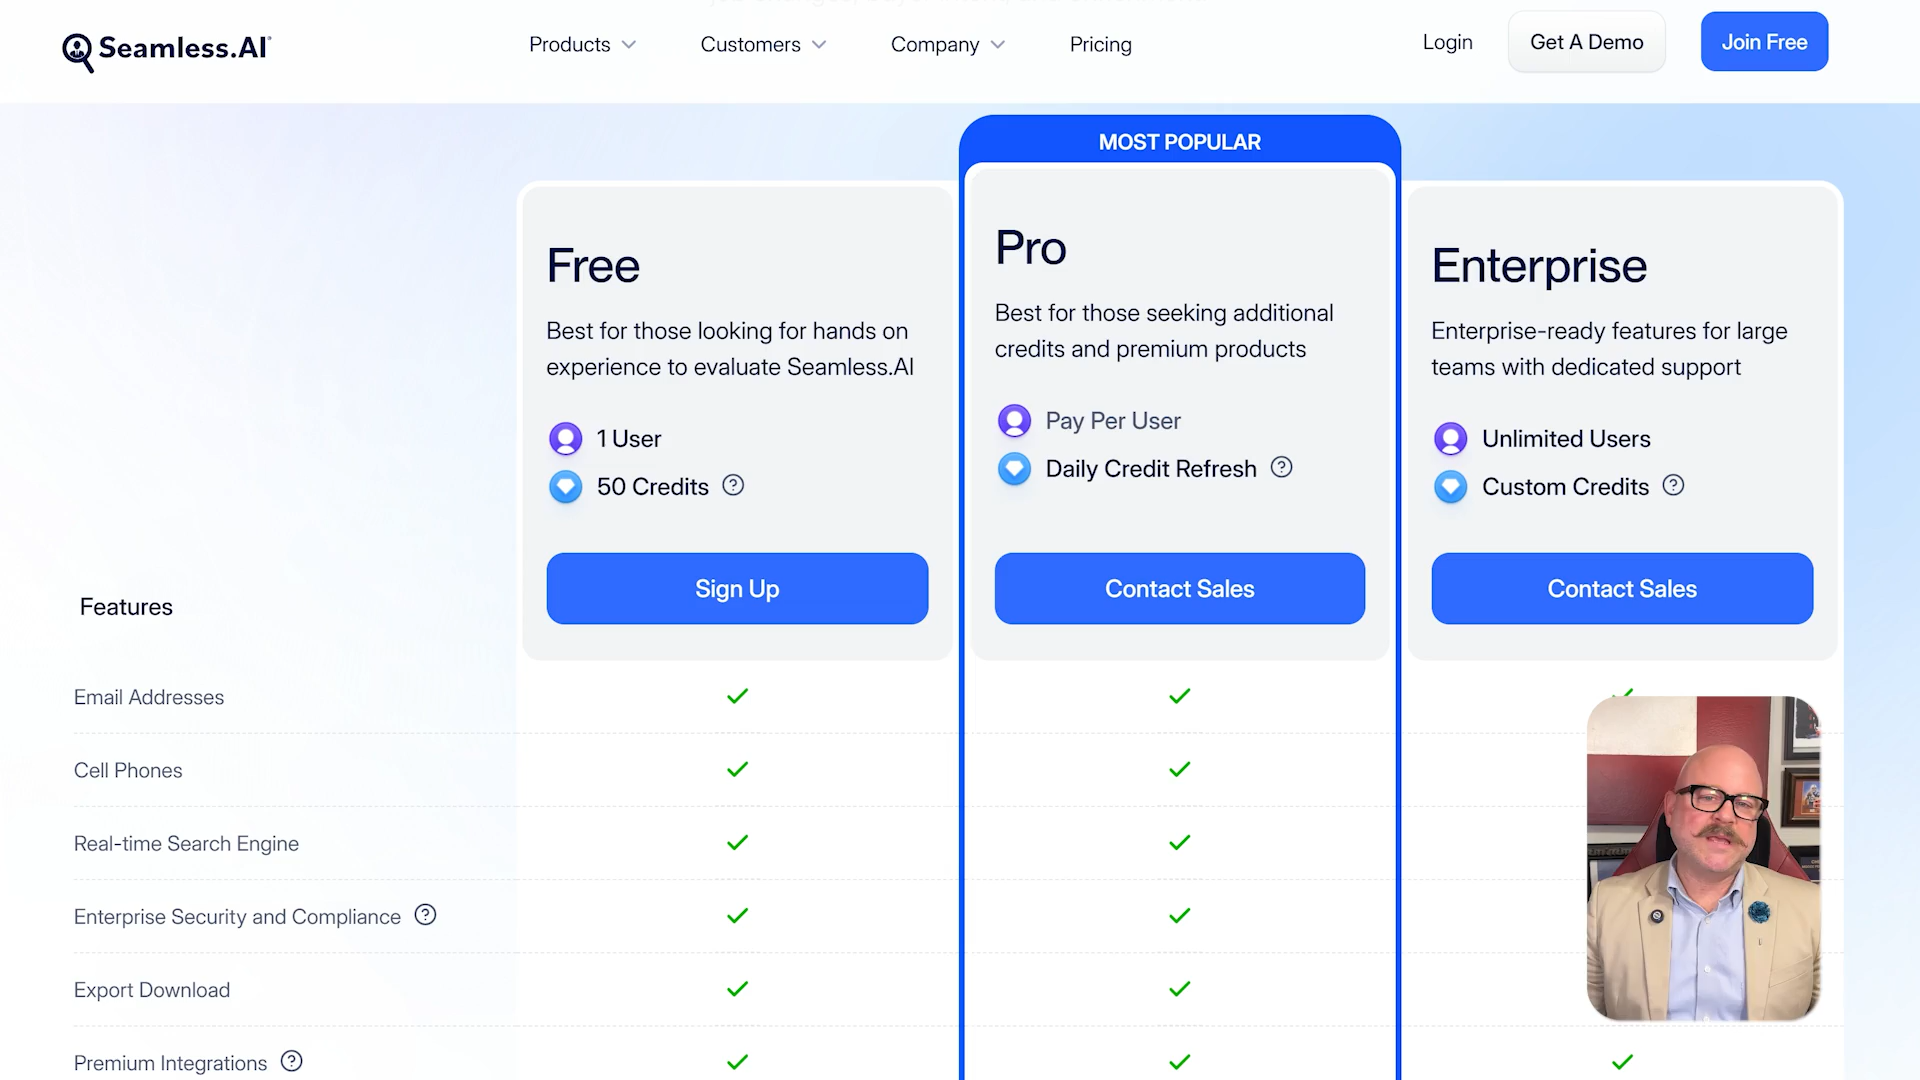 Seamless.AI
Products
Customers
Company
Pricing
Login
Get A Demo
Join Free
MOST POPULAR
Free
Best for those looking for hands on
experience to evaluate Seamless.AI
1 User
50 Credits
Sign Up
Pro
Best for those seeking additional
credits and premium products
Pay Per User
Daily Credit Refresh
Contact Sales
Enterprise
Enterprise-ready features for large
teams with dedicated support
Unlimited Users
Custom Credits
Contact Sales
Features
Email Addresses
Cell Phones
Real-time Search Engine
Enterprise Security and Compliance
Export Download
Premium Integrations